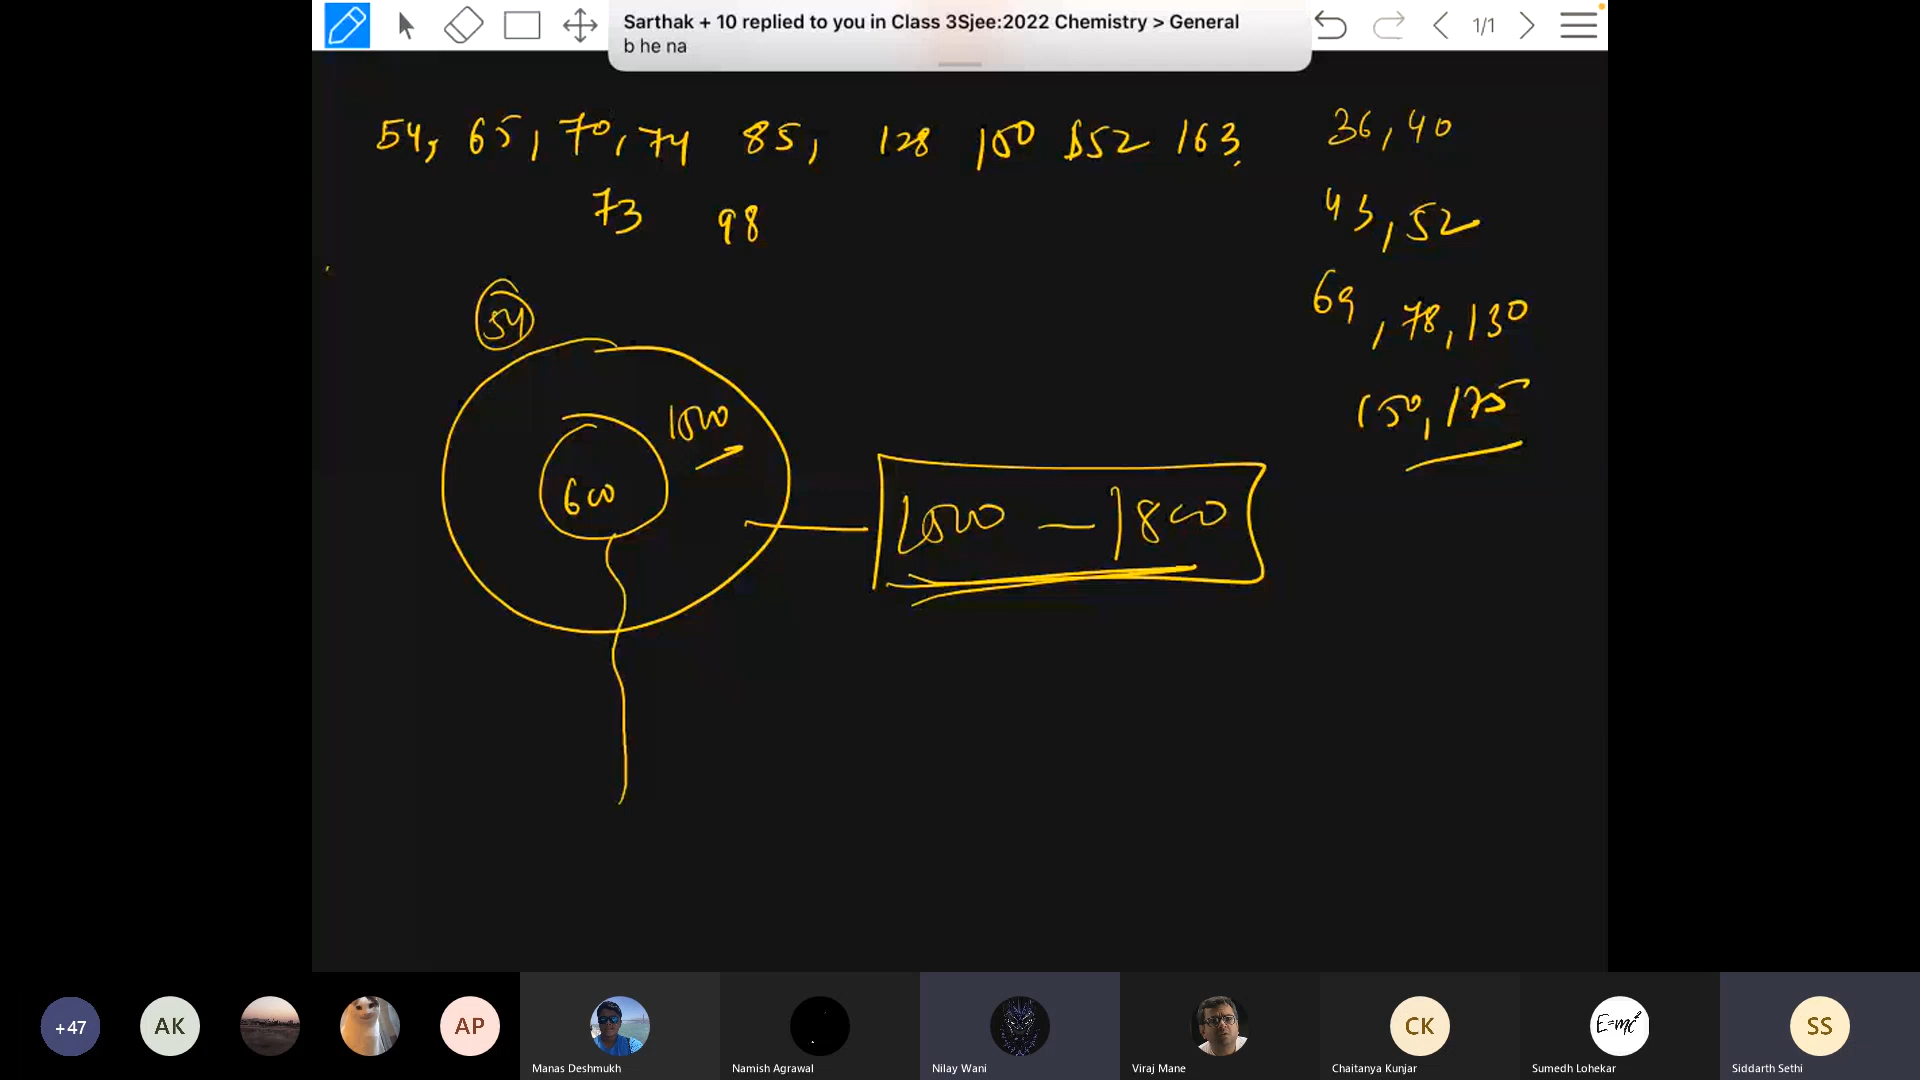 Sarthak + 10 replied to you in Class 3Sjee:2022 Chemistry > General
b he na
1/1
54, 65, 70, 74 85, 128 150 152 163
73 98
36, 40
43, 52
69, 78, 130
150, 175
54
1500
600
1500 — 1800
+47
AK
AP
Manas Deshmukh
Namish Agrawal
Nilay Wani
Viraj Mane
CK
Chaitanya Kunjar
E=mc²
Sumedh Lohekar
SS
Siddarth Sethi